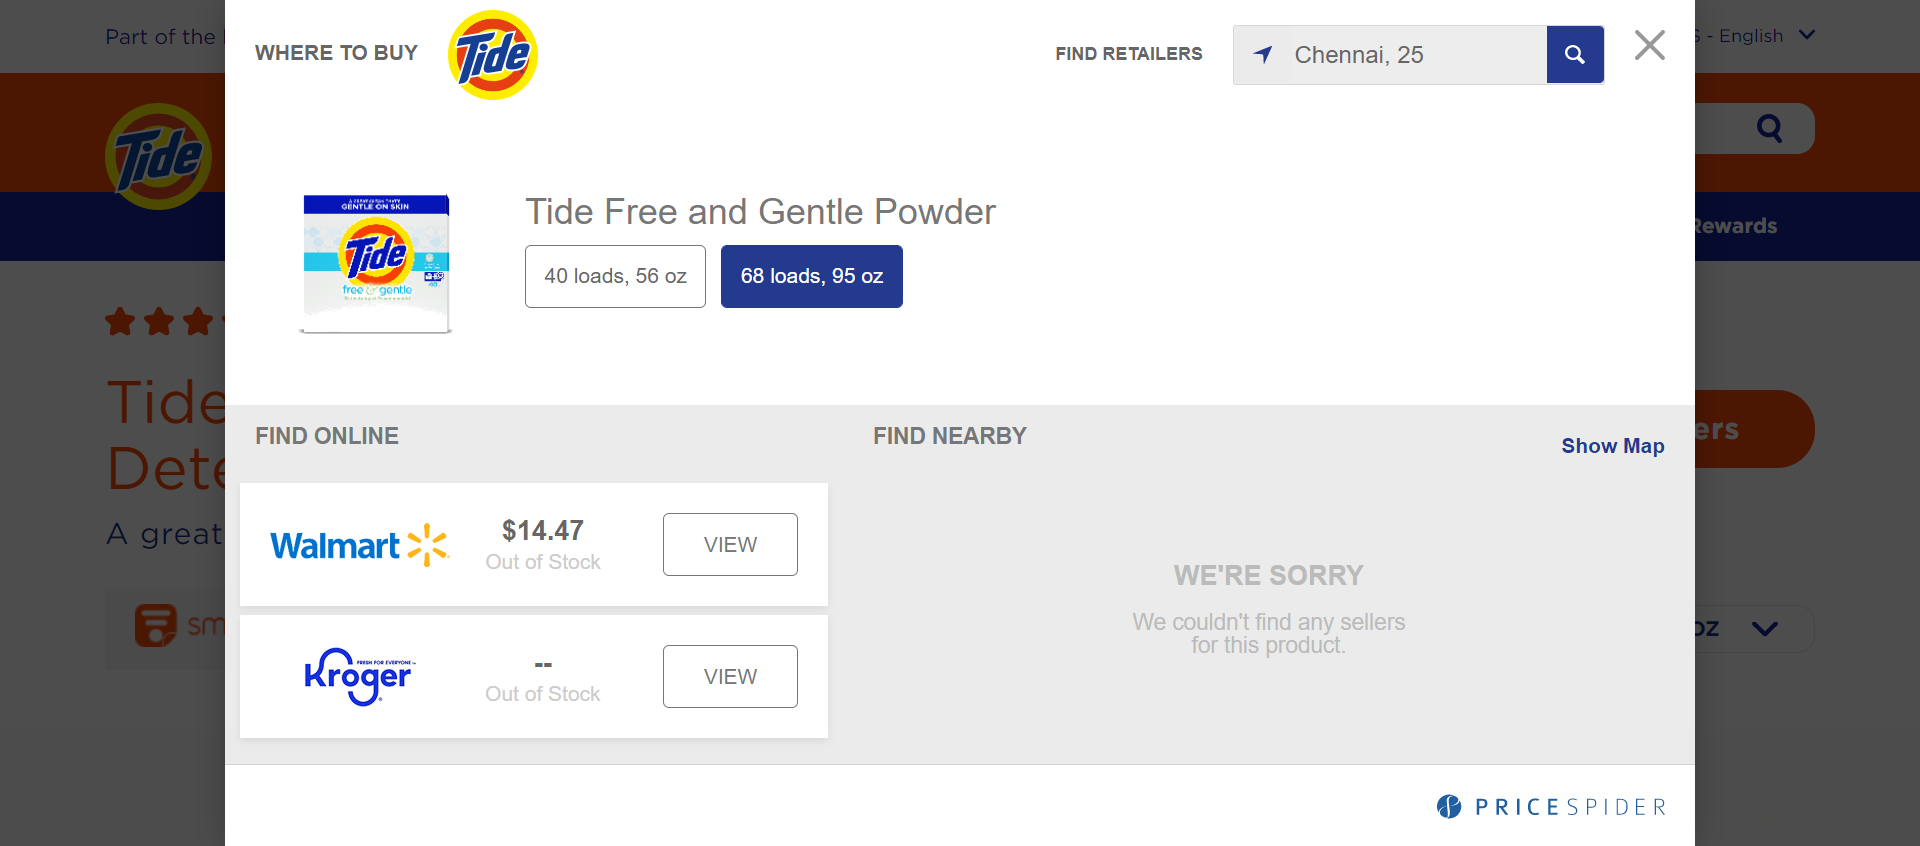 Part of the
S - English
WHERE TO BUY
Tide
FIND RETAILERS
Chennai, 25
Tide
Rewards
GENTLE ON SKIN
Tide
free & gentle
Tide Free and Gentle Powder
40 loads, 56 oz
68 loads, 95 oz
Tide
Dete
A great
ers
sm
oz
FIND ONLINE
FIND NEARBY
Show Map
Walmart
$14.47
Out of Stock
VIEW
Kroger
FRESH FOR EVERYONE
--
Out of Stock
VIEW
WE'RE SORRY
We couldn't find any sellers
for this product.
PRICESPIDER